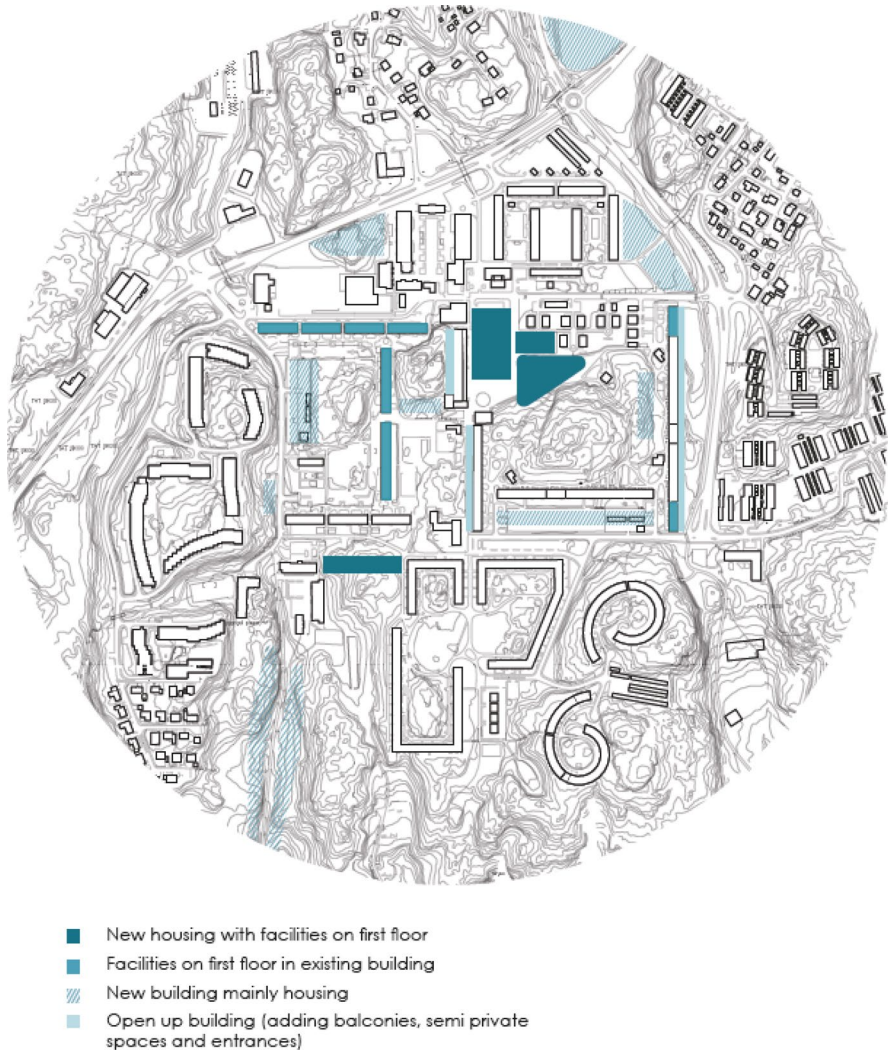 New housing with facilities on first floor
Facilities on first floor in existing building
New building mainly housing
Open up building (adding balconies, semi private
spaces and entrances)